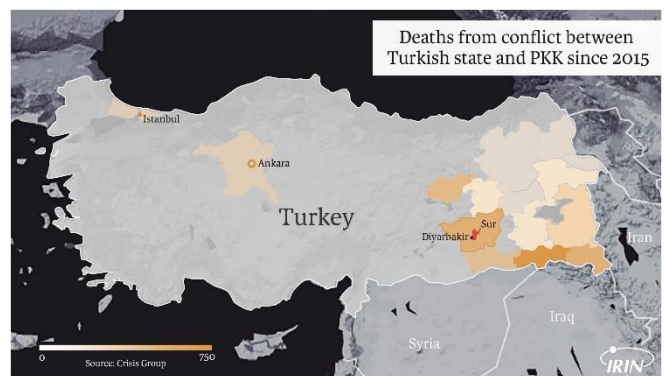 Deaths from conflict between
Turkish state and PKK since 2015
Istanbul
Ankara
Turkey
Sur
Diyarbakir
Iran
Iraq
Syria
0
750
Source: Crisis Group
IRIN